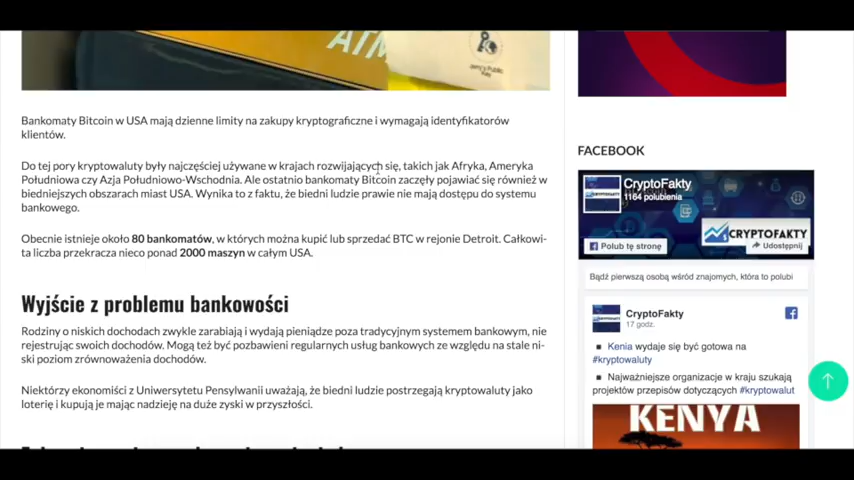 ATM
Bankomaty Bitcoin w USA mają dzienne limity na zakupy kryptograficzne i wymagają identyfikatorów
klientów.
Do tej pory kryptowaluty były najczęściej używane w krajach rozwijających się, takich jak Afryka, Ameryka
Południowa czy Azja Południowo-Wschodnia. Ale ostatnio bankomaty Bitcoin zaczęły pojawiać się również w
biedniejszych obszarach miast USA. Wynika to z faktu, że biedni ludzie prawie nie mają dostępu do systemu
bankowego.
Obecnie istnieje około 80 bankomatów, w których można kupić lub sprzedać BTC w rejonie Detroit. Całkowi-
ta liczba przekracza nieco ponad 2000 maszyn w całym USA.
Wyjście z problemu bankowości
Rodziny o niskich dochodach zwykle zarabiają i wydają pieniądze poza tradycyjnym systemem bankowym, nie
rejestrując swoich dochodów. Mogą też być pozbawieni regularnych usług bankowych ze względu na stale ni-
ski poziom zrównoważenia dochodów.
Niektórzy ekonomiści z Uniwersytetu Pensylwanii uważają, że biedni ludzie postrzegają kryptowaluty jako
loterię i kupują je mając nadzieję na duże zyski w przyszłości.
FACEBOOK
CryptoFakty
1164 polubienia
CRYPTOFAKTY
Polub tę stronę
Udostępnij
Bądź pierwszą osobą wśród znajomych, która to polubi
CryptoFakty
17 godz.
Kenia wydaje się być gotowa na
#kryptowaluty
Najważniejsze organizacje w kraju szukają
projektów przepisów dotyczących #kryptowalut
KENYA